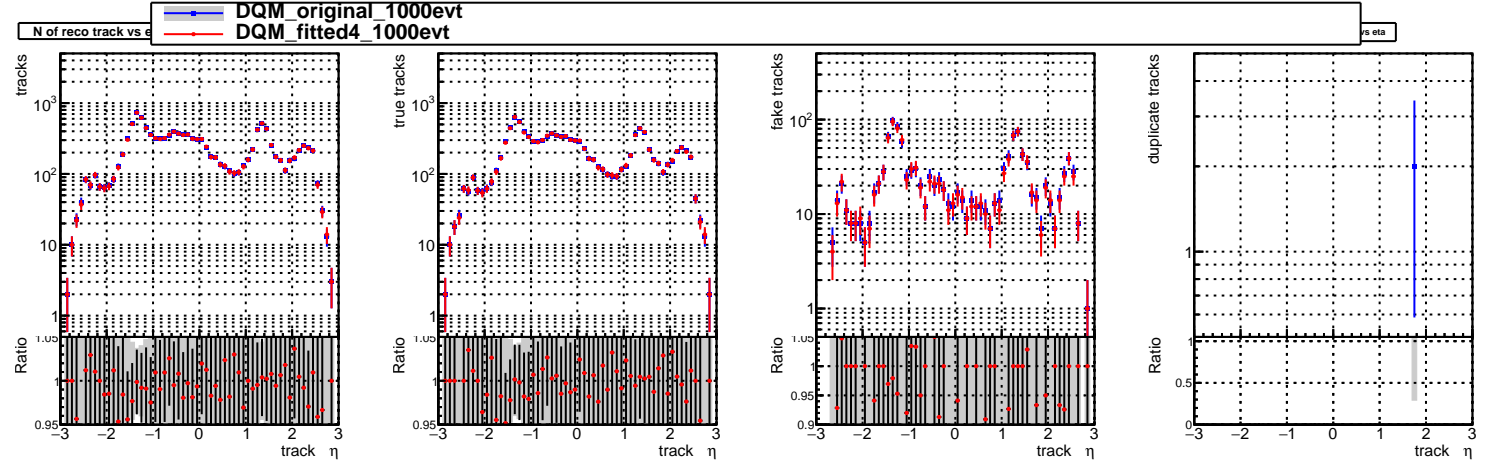 DQM_original_1000evt
DQM_fitted4_1000evt
N of reco track vs e
vs eta
tracks
10³
10²
10
1
Ratio
1.05
1
0.95
−3 −2 −1 0 1 2 3
track η
true tracks
10³
10²
10
1
Ratio
1.05
1
0.95
−3 −2 −1 0 1 2 3
track η
fake tracks
10²
10
1
Ratio
1.05
1
0.95
0.9
−3 −2 −1 0 1 2 3
track η
duplicate tracks
1
Ratio
1
0.5
0
−3 −2 −1 0 1 2 3
track η